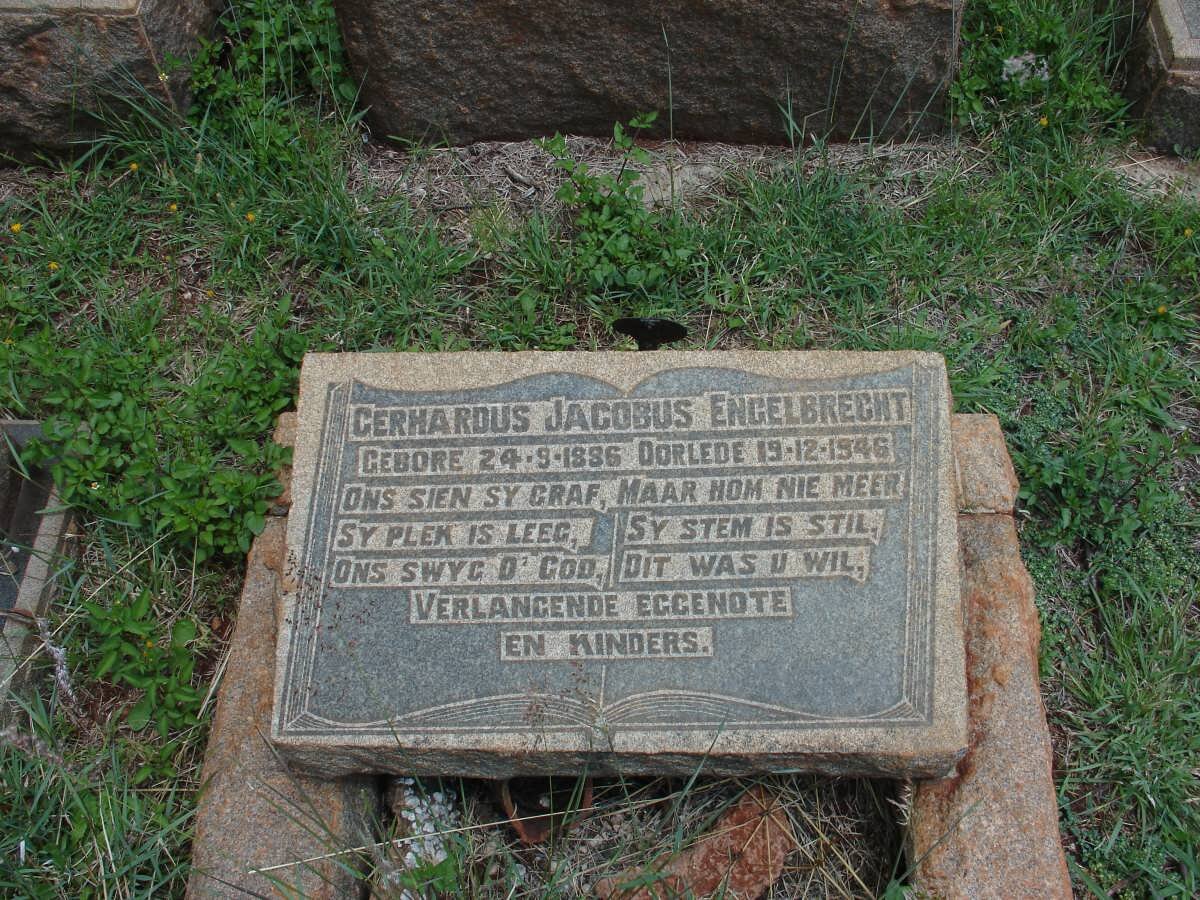 GERHARDUS JACOBUS ENGELBRECHT
GEBORE 24-9-1886 OORLEDE 19-12-1946
ONS SIEN SY GRAF, MAAR HOM NIE MEER
SY PLEK IS LEEG, SY STEM IS STIL,
ONS SWYG O' GOD, DIT WAS U WIL,
VERLANGENDE EGGENOTE
EN KINDERS.